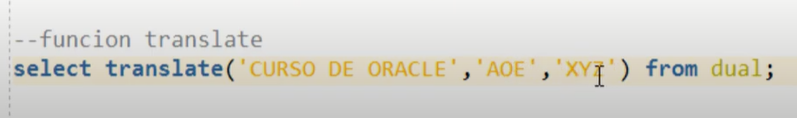 --funcion translate
select translate('CURSO DE ORACLE','AOE','XYZ') from dual;